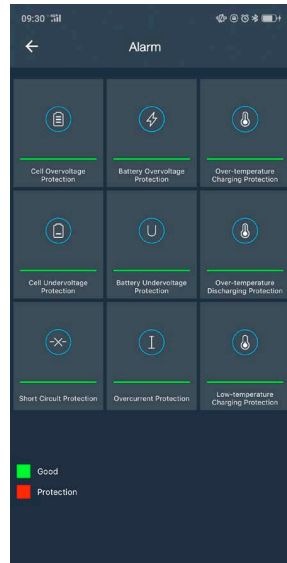 09:30
Alarm
Cell Overvoltage
Protection
Battery Overvoltage
Protection
Over-temperature
Charging Protection
Cell Undervoltage
Protection
U
Battery Undervoltage
Protection
Over-temperature
Discharging Protection
Short Circuit Protection
I
Overcurrent Protection
Low-temperature
Charging Protection
Good
Protection